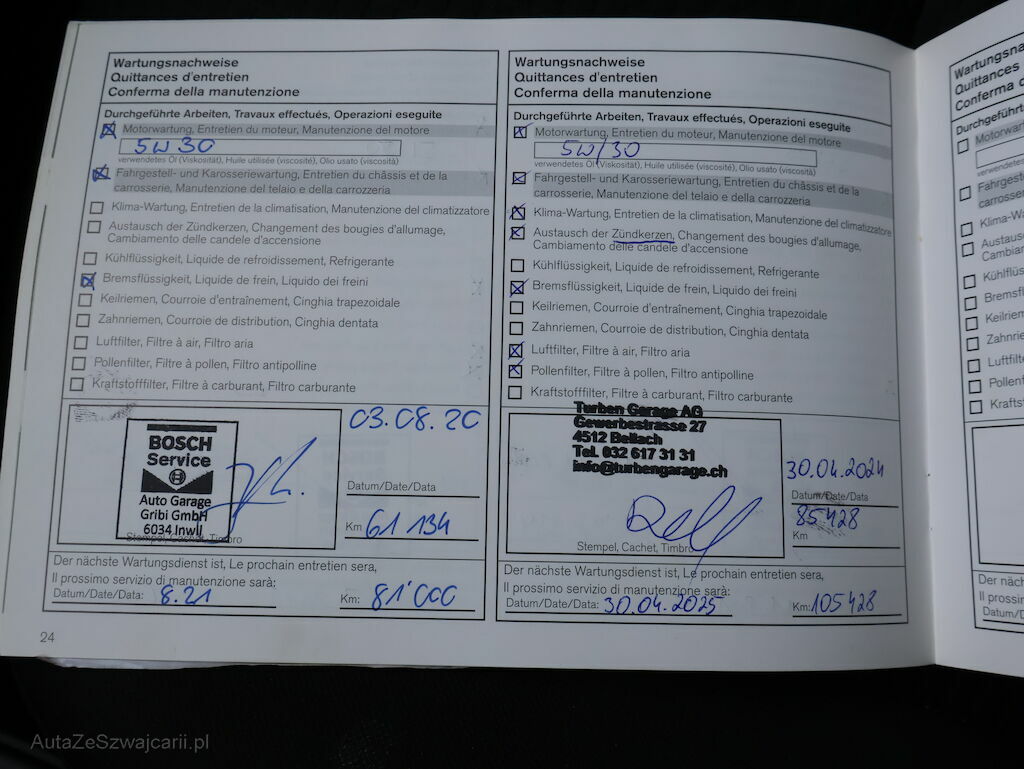 Wartungsnachweise
Quittances d'entretien
Conferma della manutenzione
Durchgeführte Arbeiten, Travaux effectués, Operazioni eseguite
Motorwartung, Entretien du moteur, Manutenzione del motore
5W30
verwendetes Öl (Viskosität), Huile utilisée (viscosité), Olio usato (viscosità)
Fahrgestell- und Karosseriewartung, Entretien du châssis et de la
carrosserie, Manutenzione del telaio e della carrozzeria
Klima-Wartung, Entretien de la climatisation, Manutenzione del climatizzatore
Austausch der Zündkerzen, Changement des bougies d'allumage,
Cambiamento delle candele d'accensione
Kühlflüssigkeit, Liquide de refroidissement, Refrigerante
Bremsflüssigkeit, Liquide de frein, Liquido dei freini
Keilriemen, Courroie d'entraînement, Cinghia trapezoidale
Zahnriemen, Courroie de distribution, Cinghia dentata
Luftfilter, Filtre à air, Filtro aria
Pollenfilter, Filtre à pollen, Filtro antipolline
Kraftstofffilter, Filtre à carburant, Filtro carburante
BOSCH
Service
Auto Garage
Gribi GmbH
6034 Inwil
Stempel, Cachet, Timbro
03.08.20
Datum/Date/Data
Km 61 134
Der nächste Wartungsdienst ist, Le prochain entretien sera,
Il prossimo servizio di manutenzione sarà:
Datum/Date/Data: 8.21 Km: 81'000
24
Wartungsnachweise
Quittances d'entretien
Conferma della manutenzione
Durchgeführte Arbeiten, Travaux effectués, Operazioni eseguite
Motorwartung, Entretien du moteur, Manutenzione del motore
5W/30
verwendetes Öl (Viskosität), Huile utilisée (viscosité), Olio usato (viscosità)
Fahrgestell- und Karosseriewartung, Entretien du châssis et de la
carrosserie, Manutenzione del telaio e della carrozzeria
Klima-Wartung, Entretien de la climatisation, Manutenzione del climatizzatore
Austausch der Zündkerzen, Changement des bougies d'allumage,
Cambiamento delle candele d'accensione
Kühlflüssigkeit, Liquide de refroidissement, Refrigerante
Bremsflüssigkeit, Liquide de frein, Liquido dei freini
Keilriemen, Courroie d'entraînement, Cinghia trapezoidale
Zahnriemen, Courroie de distribution, Cinghia dentata
Luftfilter, Filtre à air, Filtro aria
Pollenfilter, Filtre à pollen, Filtro antipolline
Kraftstofffilter, Filtre à carburant, Filtro carburante
Turben Garage AG
Gewerbestrasse 27
4512 Bellach
Tel. 032 617 31 31
info@turbengarage.ch
Stempel, Cachet, Timbro
30.04.2024
Datum/Date/Data
85428
Km
Der nächste Wartungsdienst ist, Le prochain entretien sera,
Il prossimo servizio di manutenzione sarà:
Datum/Date/Data: 30.04.2025 Km: 105428
Quittances
Conferma d
Durchgeführte
Klima-W
Luftfilter
Pollen
Il prossim
AutaZeSzwajcarii.pl